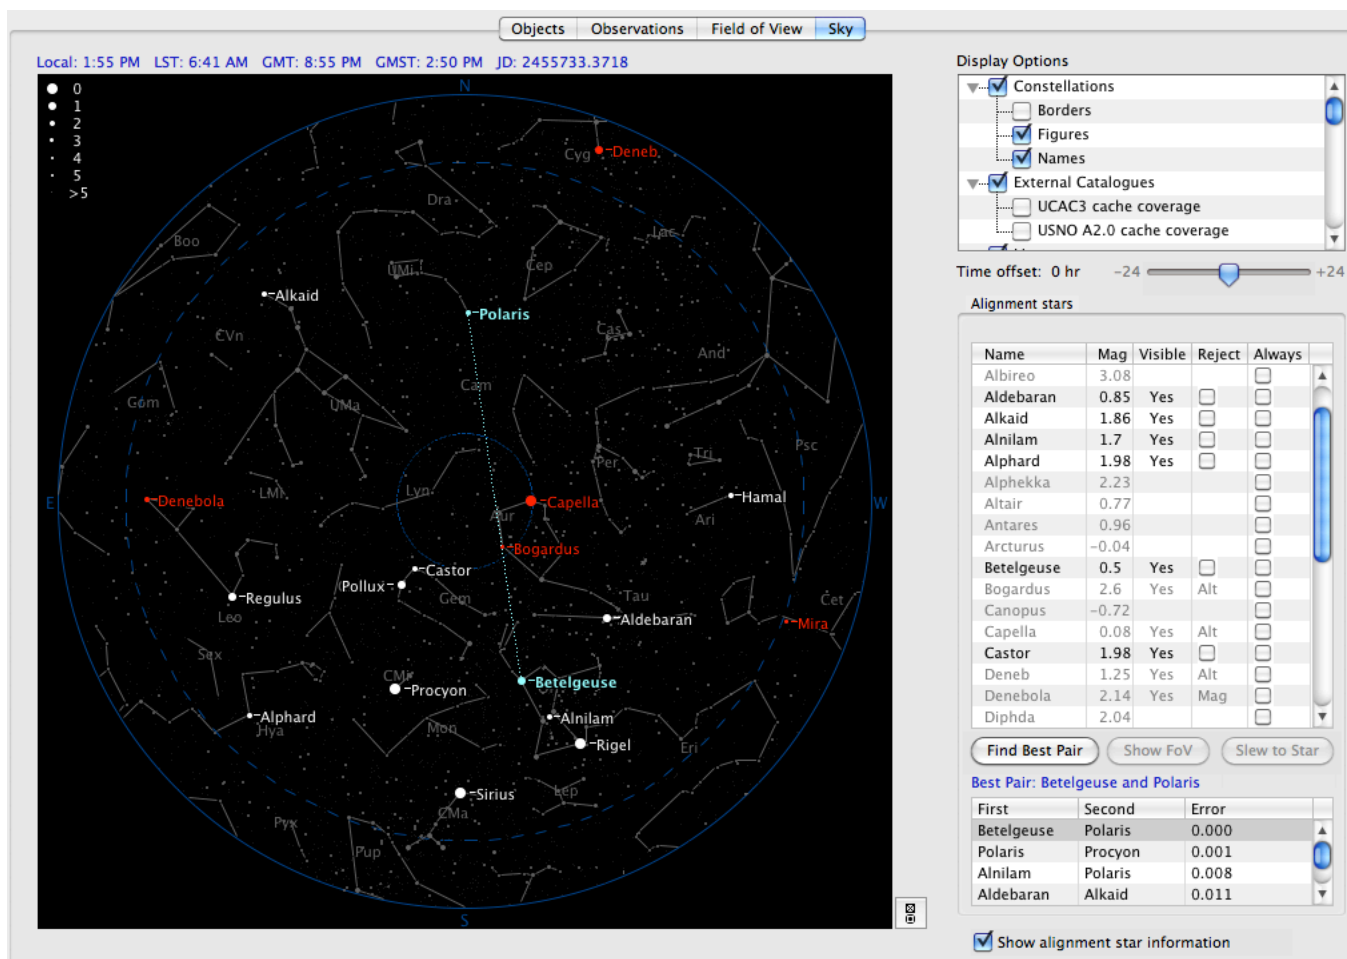 Objects Observations Field of View Sky
Local: 1:55 PM LST: 6:41 AM GMT: 8:55 PM GMST: 2:50 PM JD: 2455733.3718
0
1
2
3
4
5
>5
N
Cyg
Deneb
Dra
Boo
Lac
UMi
Cep
Alkaid
Polaris
CVn
Cas
And
Cam
Com
UMa
Psc
Per
Tri
Lyn
LMi
E
Denebola
Capella
Hamal
W
Aur
Ari
Bogardus
Castor
Pollux
Gem
Regulus
Leo
Tau
Cet
Aldebaran
Mira
Sex
CMi
Procyon
Betelgeuse
Alphard
Hya
Mon
Alnilam
Rigel
Eri
Sirius
Lep
CMa
Pyx
Pup
S
Display Options
Constellations
Borders
Figures
Names
External Catalogues
UCAC3 cache coverage
USNO A2.0 cache coverage
Time offset: 0 hr -24 +24
Alignment stars
Name Mag Visible Reject Always
Albireo 3.08
Aldebaran 0.85 Yes
Alkaid 1.86 Yes
Alnilam 1.7 Yes
Alphard 1.98 Yes
Alphekka 2.23
Altair 0.77
Antares 0.96
Arcturus -0.04
Betelgeuse 0.5 Yes
Bogardus 2.6 Yes Alt
Canopus -0.72
Capella 0.08 Yes Alt
Castor 1.98 Yes
Deneb 1.25 Yes Alt
Denebola 2.14 Yes Mag
Diphda 2.04
Find Best Pair Show FoV Slew to Star
Best Pair: Betelgeuse and Polaris
First Second Error
Betelgeuse Polaris 0.000
Polaris Procyon 0.001
Alnilam Polaris 0.008
Aldebaran Alkaid 0.011
Show alignment star information